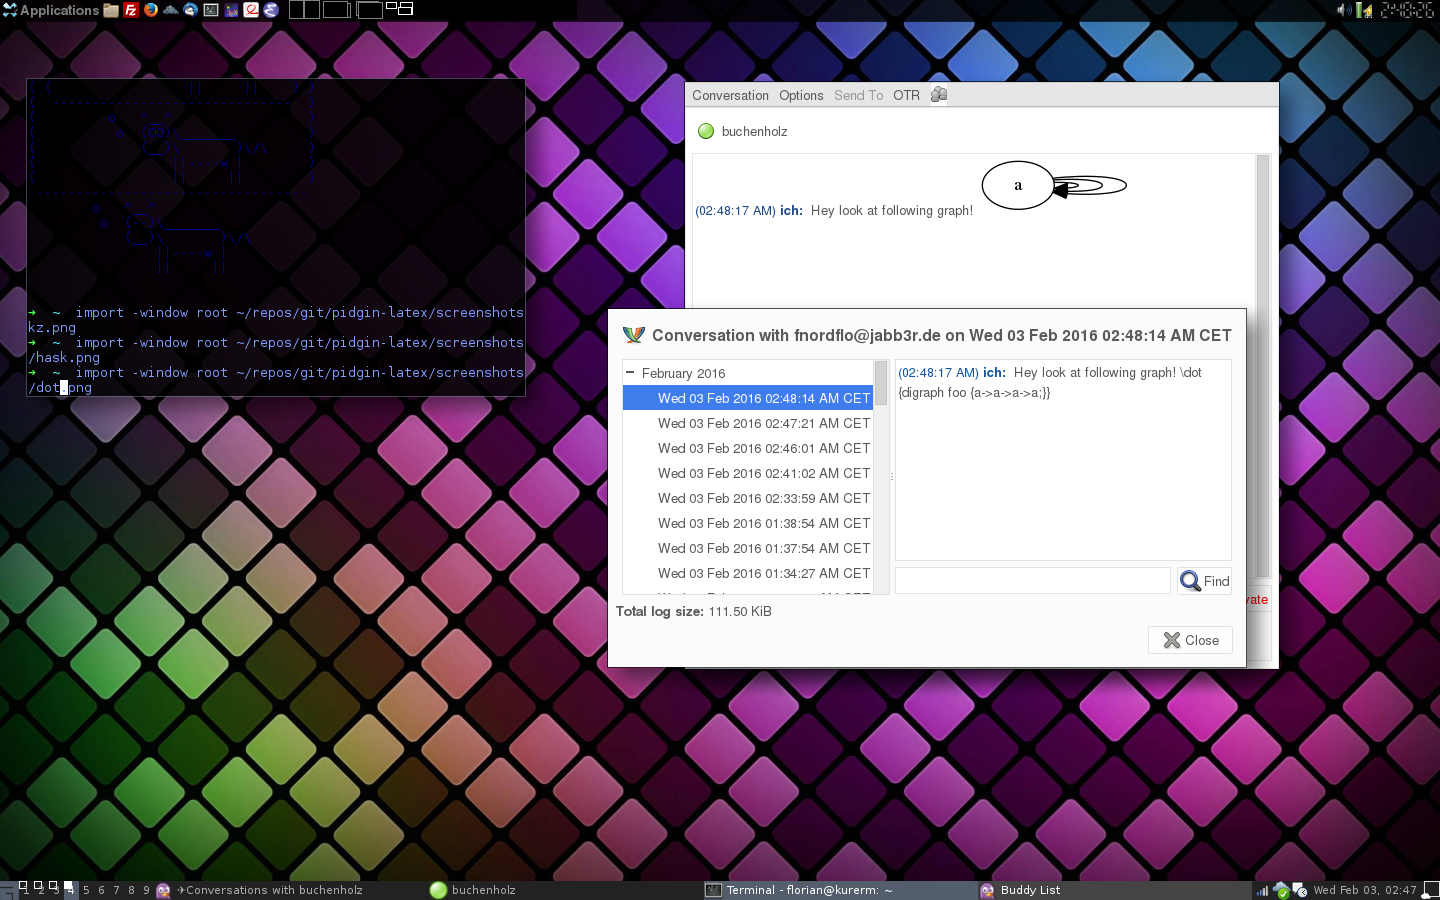 Applications
import -window root ~/repos/git/pidgin-latex/screenshots
kz.png
➜ ~ import -window root ~/repos/git/pidgin-latex/screenshots
/hask.png
➜ ~ import -window root ~/repos/git/pidgin-latex/screenshots
/dot.png
Conversation Options Send To OTR
buchenholz
a
(02:48:17 AM) ich: Hey look at following graph!
vate
Conversation with fnordflo@jabb3r.de on Wed 03 Feb 2016 02:48:14 AM CET
February 2016
Wed 03 Feb 2016 02:48:14 AM CET
Wed 03 Feb 2016 02:47:21 AM CET
Wed 03 Feb 2016 02:46:01 AM CET
Wed 03 Feb 2016 02:41:02 AM CET
Wed 03 Feb 2016 02:33:59 AM CET
Wed 03 Feb 2016 01:38:54 AM CET
Wed 03 Feb 2016 01:37:54 AM CET
Wed 03 Feb 2016 01:34:27 AM CET
(02:48:17 AM) ich: Hey look at following graph! \dot
{digraph foo {a->a->a->a;}}
Find
Total log size: 111.50 KiB
Close
1 2 3 4 5 6 7 8 9 ✈Conversations with buchenholz buchenholz Terminal - florian@kurerm: ~ Buddy List Wed Feb 03, 02:47